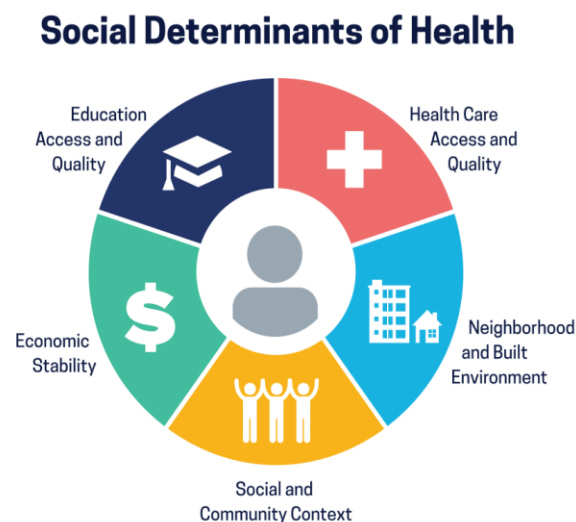 Social Determinants of Health
Education
Access and
Quality
Health Care
Access and
Quality
$
Economic
Stability
Neighborhood
and Built
Environment
Social and
Community Context